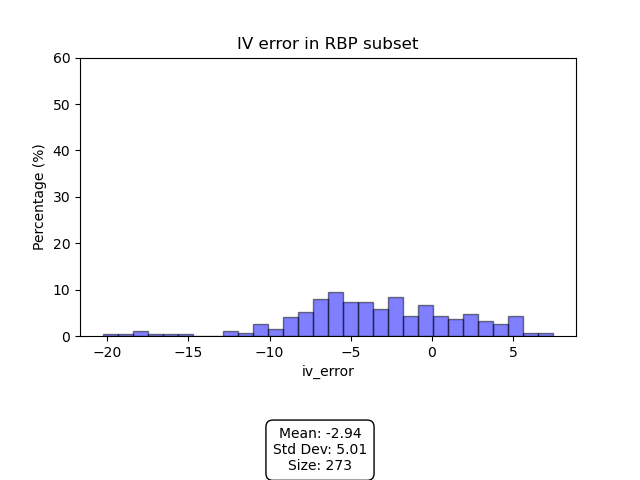 IV error in RBP subset
60
50
40
30
20
10
0
Percentage (%)
−20
−15
−10
−5
0
5
iv_error
Mean: -2.94
Std Dev: 5.01
Size: 273